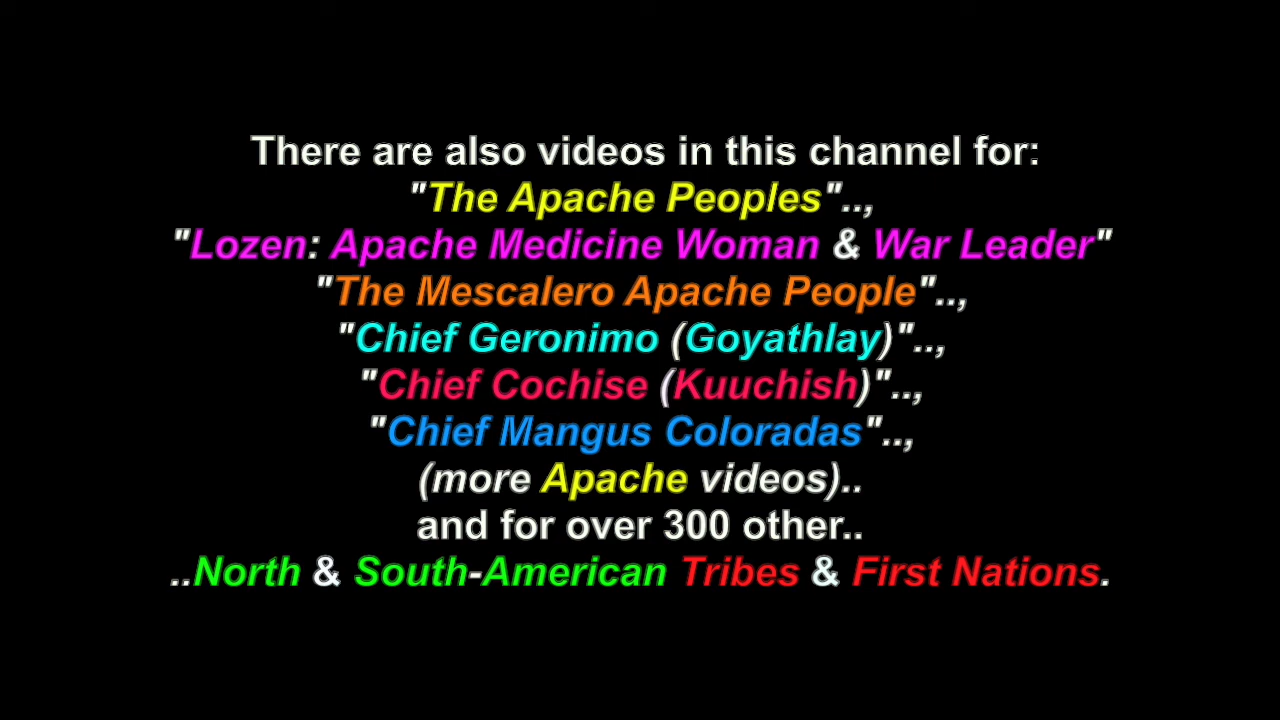 There are also videos in this channel for:
"The Apache Peoples"..,
"Lozen: Apache Medicine Woman & War Leader"
"The Mescalero Apache People"..,
"Chief Geronimo (Goyathlay)"..,
"Chief Cochise (Kuuchish)"..,
"Chief Mangus Coloradas"..,
(more Apache videos)..
and for over 300 other..
..North & South-American Tribes & First Nations.